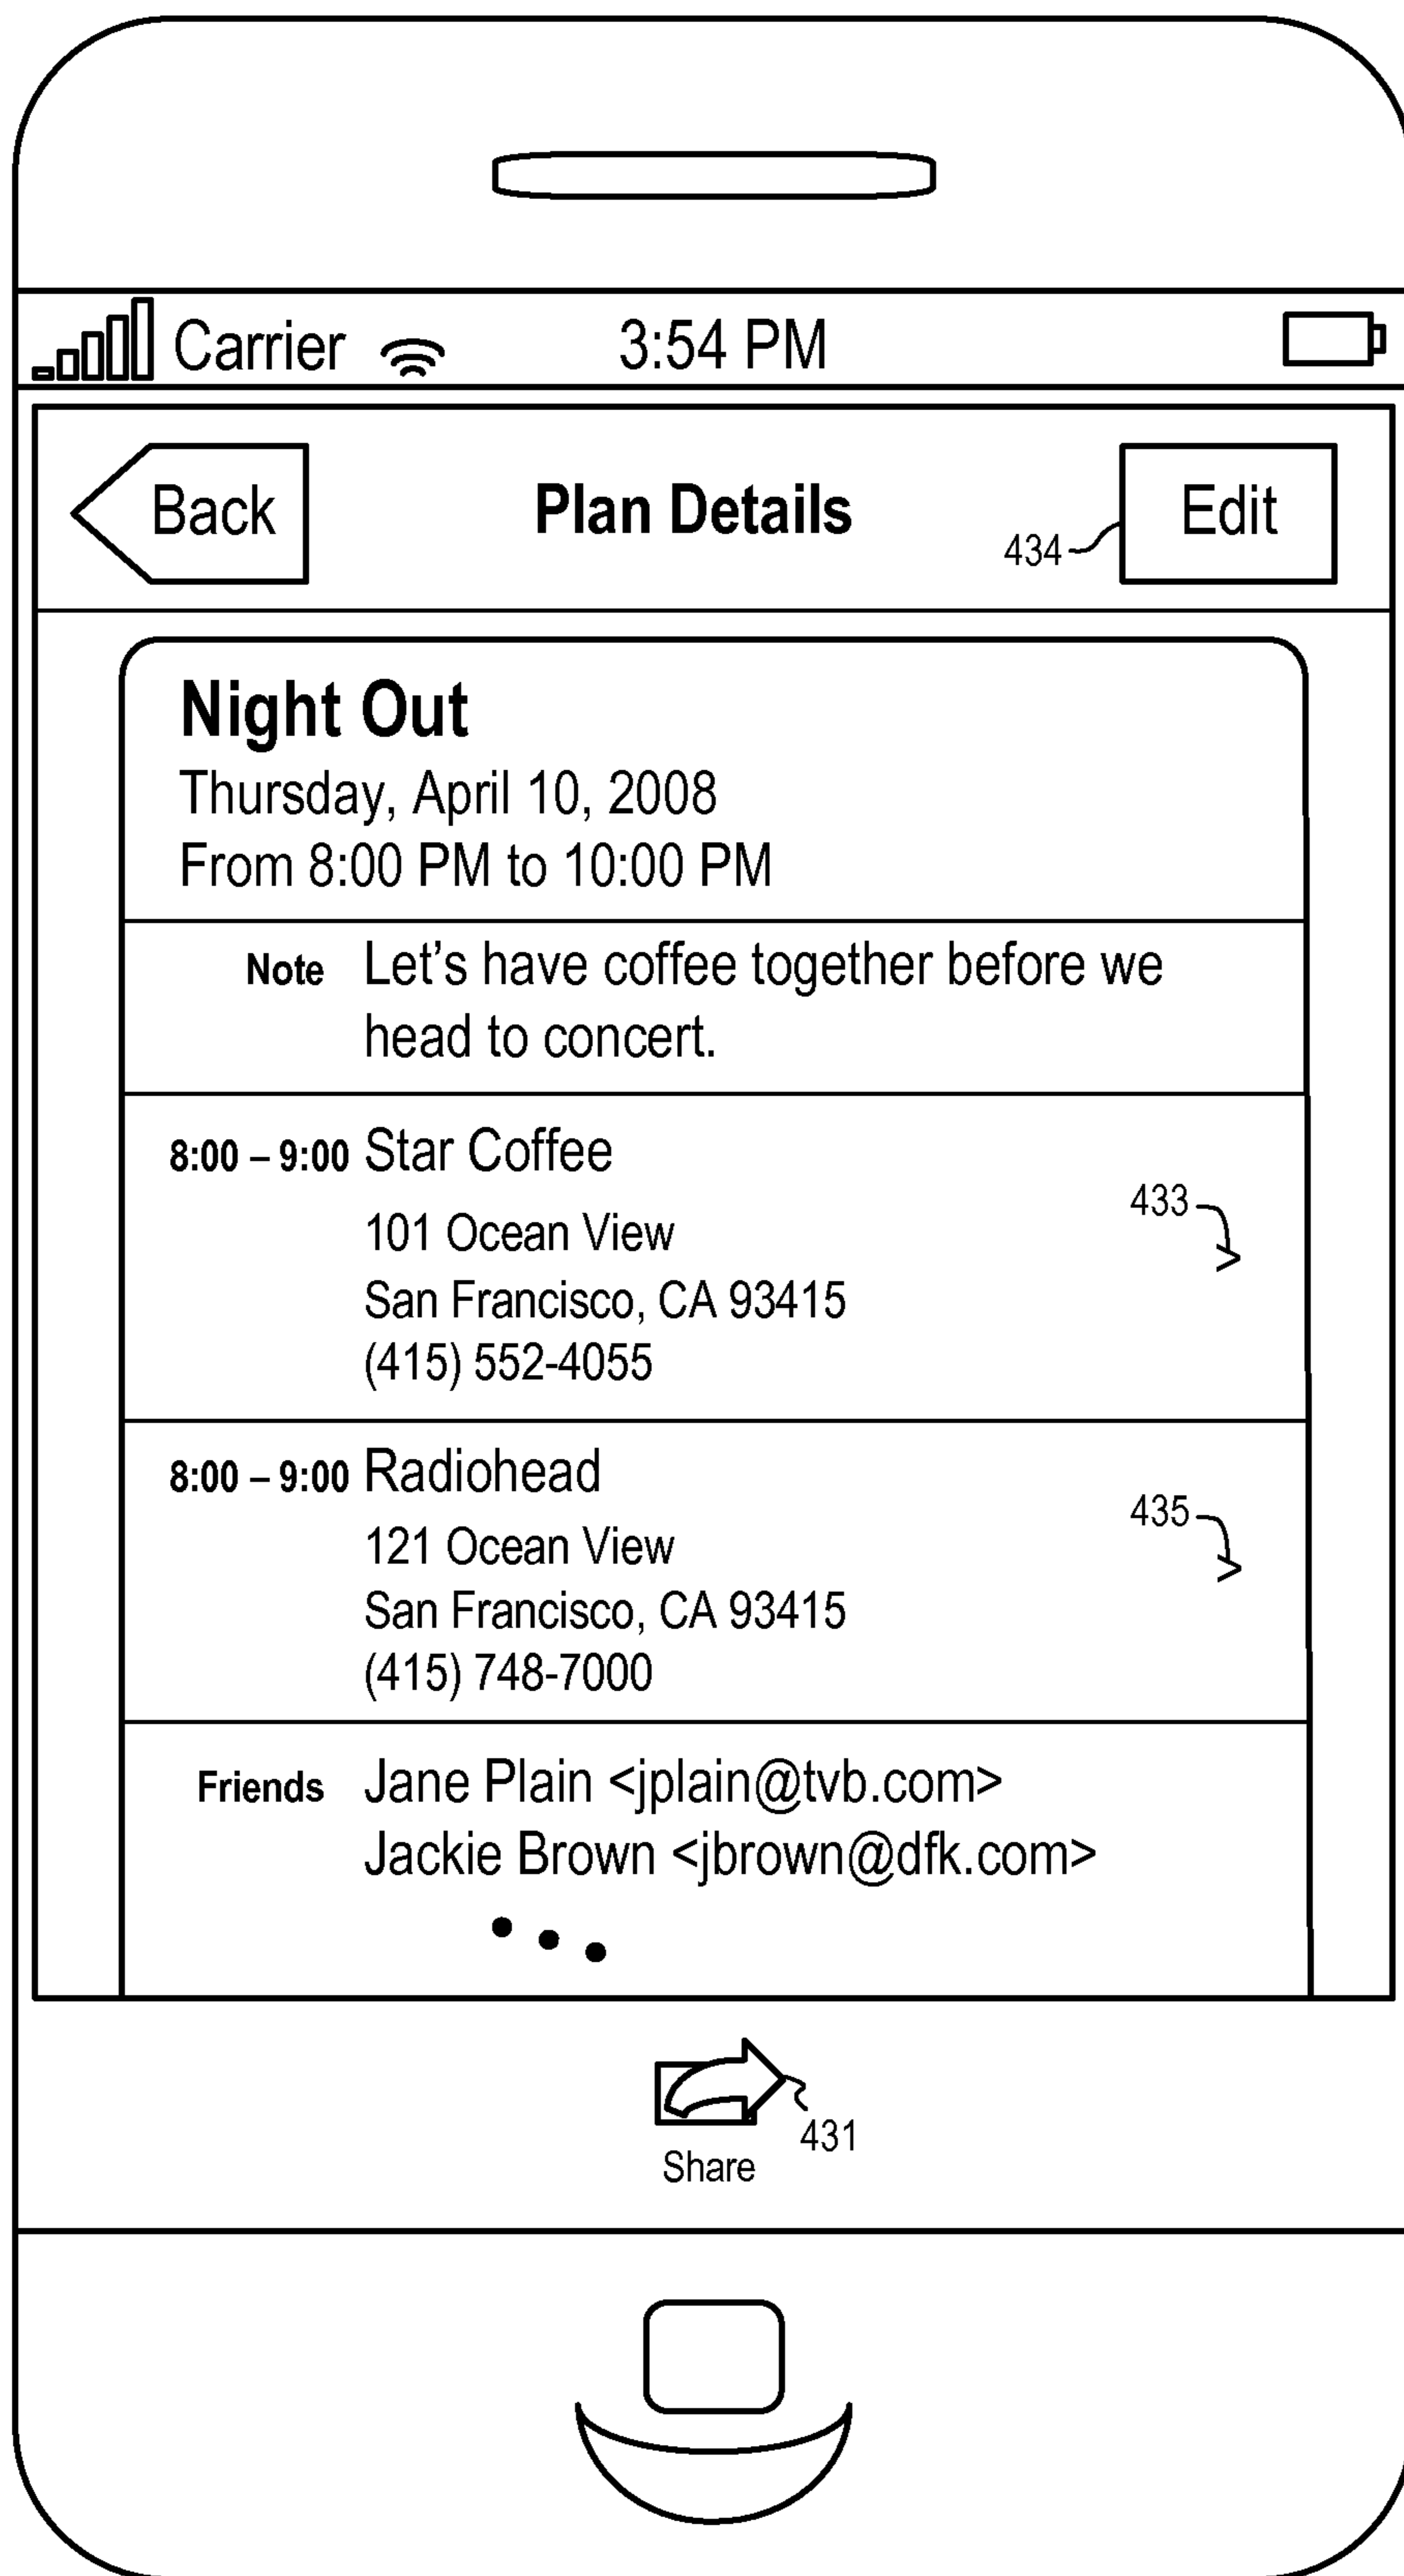 Carrier 3:54 PM
Back Plan Details Edit
434
Night Out
Thursday, April 10, 2008
From 8:00 PM to 10:00 PM
Note Let’s have coffee together before we
head to concert.
8:00 – 9:00 Star Coffee
433
101 Ocean View
San Francisco, CA 93415
(415) 552-4055
8:00 – 9:00 Radiohead
435
121 Ocean View
San Francisco, CA 93415
(415) 748-7000
Friends Jane Plain <jplain@tvb.com>
Jackie Brown <jbrown@dfk.com>
431
Share